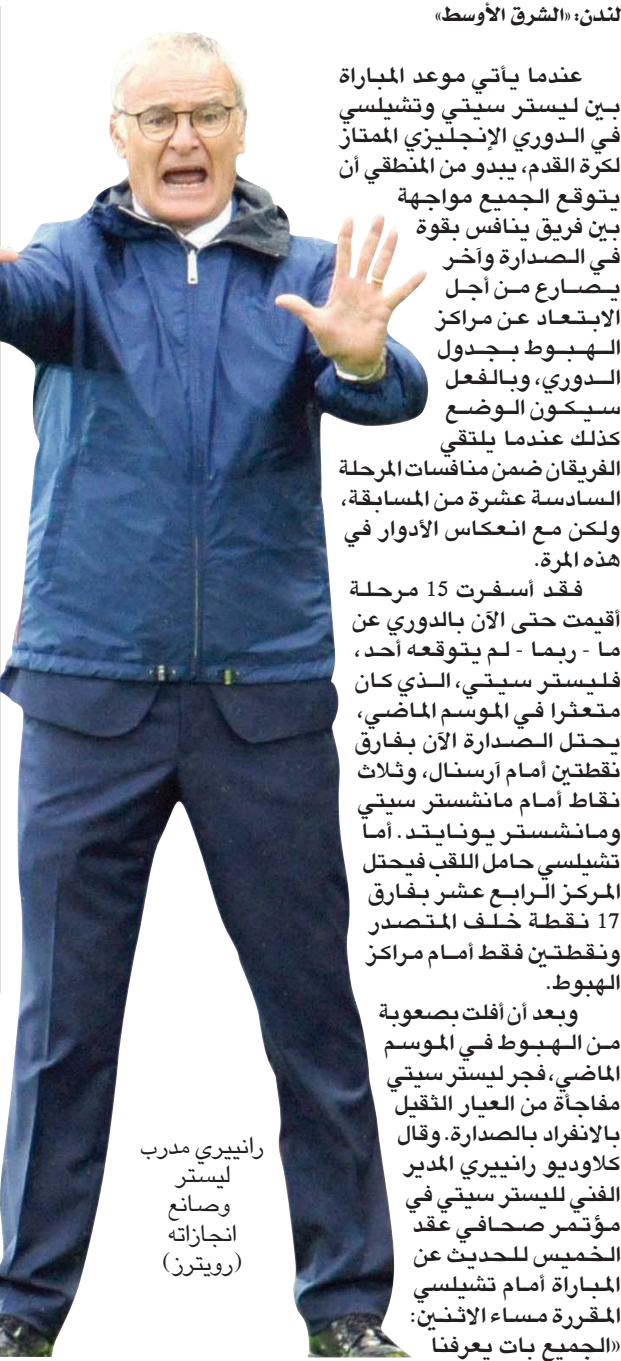 لندن: «الشرق الأوسط»
عندما يأتي موعد المباراة
بين ليستر سيتي وتشيلسي
في الدوري الإنجليزي الممتاز
لكرة القدم، يبدو من المنطقي أن
يتوقع الجميع مواجهة
بين فريق ينافس بقوة
في الصدارة وآخر
يصارع من أجل
الابتعاد عن مراكز
الهبوط بجدول
الدوري، وبالفعل
سيكون الوضع
كذلك عندما يلتقي
الفريقان ضمن منافسات المرحلة
السادسة عشرة من المسابقة،
ولكن مع انعكاس الأدوار في
هذه المرة.
فقد أسفرت 15 مرحلة
أقيمت حتى الآن بالدوري عن
ما - ربما - لم يتوقعه أحد،
فليستر سيتي، الذي كان
متعثرا في الموسم الماضي،
يحتل الصدارة الآن بفارق
نقطتين أمام آرسنال، وثلاث
نقاط أمام مانشستر سيتي
ومانشستر يونايتد. أما
تشيلسي حامل اللقب فيحتل
المركز الرابع عشر بفارق
17 نقطة خلف المتصدر
ونقطتين فقط أمام مراكز
الهبوط.
وبعد أن أفلت بصعوبة
من الهبوط في الموسم
الماضي، فجر ليستر سيتي
مفاجأة من العيار الثقيل
بالانفراد بالصدارة. وقال
كلاوديو رانييري المدير
الفني لليستر سيتي في
مؤتمر صحافي عقد
الخميس للحديث عن
المباراة أمام تشيلسي
المقررة مساء الاثنين:
«الجميع بات يعرفنا
رانييري مدرب
ليستر
وصانع
انجازاته
(رويترز)